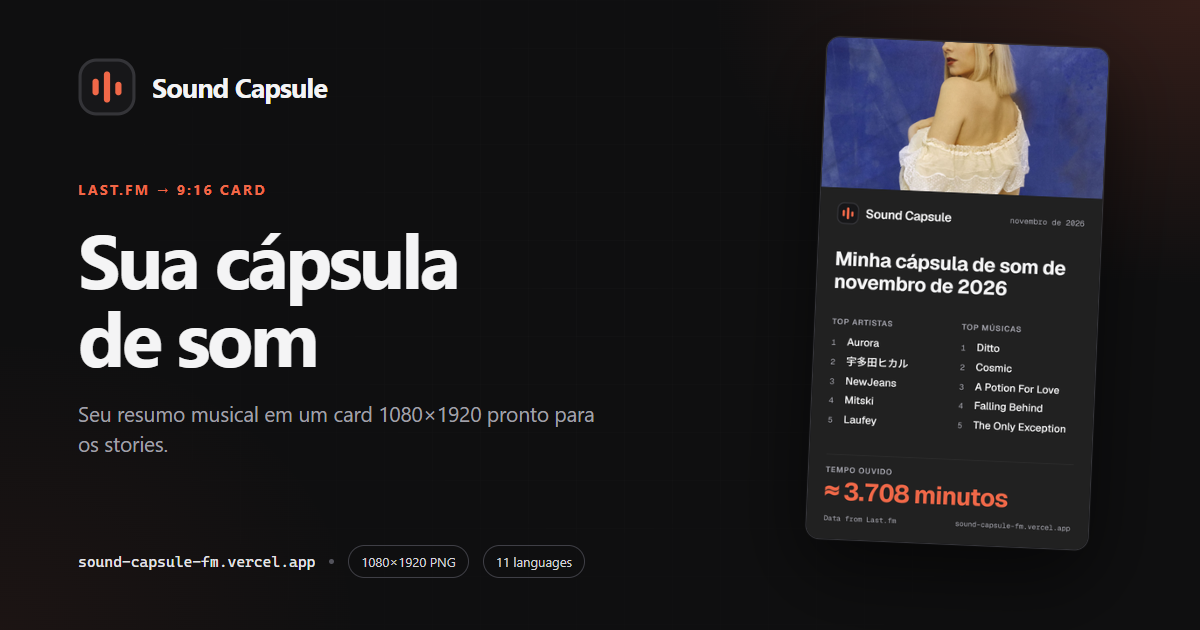 Sound Capsule
LAST.FM → 9:16 CARD
Sua cápsula
de som
Seu resumo musical em um card 1080×1920 pronto para
os stories.
sound-capsule-fm.vercel.app • 1080×1920 PNG 11 languages
Sound Capsule novembro de 2026
Minha cápsula de som de
novembro de 2026
TOP ARTISTAS
1 Aurora
2 宇多田ヒカル
3 NewJeans
4 Mitski
5 Laufey
TOP MÚSICAS
1 Ditto
2 Cosmic
3 A Potion For Love
4 Falling Behind
5 The Only Exception
TEMPO OUVIDO
≈ 3.708 minutos
Data from Last.fm sound-capsule-fm.vercel.app